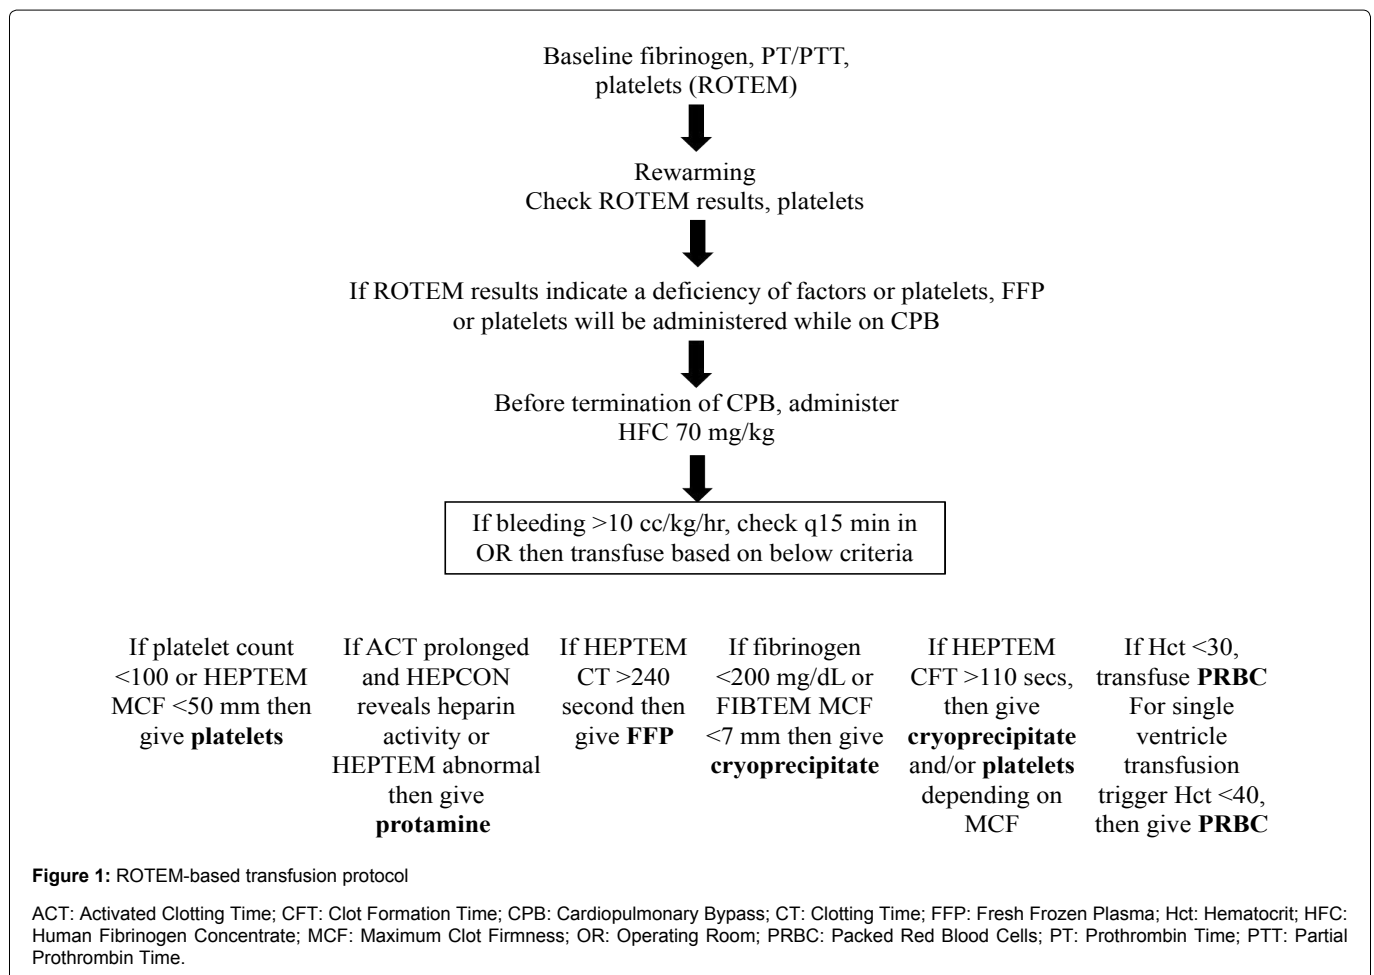 Baseline fibrinogen, PT/PTT,
platelets (ROTEM)
Rewarming
Check ROTEM results, platelets
If ROTEM results indicate a deficiency of factors or platelets, FFP
or platelets will be administered while on CPB
Before termination of CPB, administer
HFC 70 mg/kg
If bleeding >10 cc/kg/hr, check q15 min in
OR then transfuse based on below criteria
If platelet count
<100 or HEPTEM
MCF <50 mm then
give platelets
If ACT prolonged
and HEPCON
reveals heparin
activity or
HEPTEM abnormal
then give
protamine
If HEPTEM
CT >240
second then
give FFP
If fibrinogen
<200 mg/dL or
FIBTEM MCF
<7 mm then give
cryoprecipitate
If HEPTEM
CFT >110 secs,
then give
cryoprecipitate
and/or platelets
depending on
MCF
If Hct <30,
transfuse PRBC
For single
ventricle
transfusion
trigger Hct <40,
then give PRBC
Figure 1: ROTEM-based transfusion protocol
ACT: Activated Clotting Time; CFT: Clot Formation Time; CPB: Cardiopulmonary Bypass; CT: Clotting Time; FFP: Fresh Frozen Plasma; Hct: Hematocrit; HFC:
Human Fibrinogen Concentrate; MCF: Maximum Clot Firmness; OR: Operating Room; PRBC: Packed Red Blood Cells; PT: Prothrombin Time; PTT: Partial
Prothrombin Time.